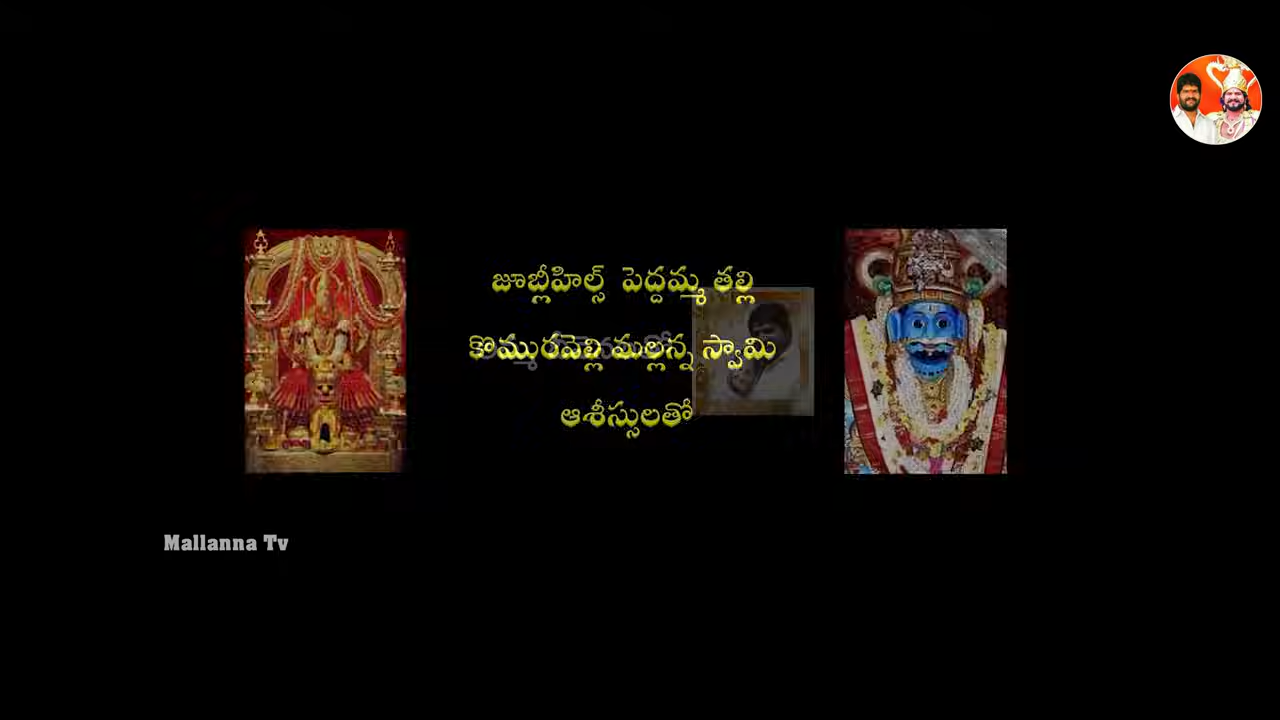 జూబ్లీహిల్స్ పెద్దమ్మ తల్లి
కొమ్మురవెల్లి మల్లన్న స్వామి
ఆశీస్సులతో
Mallanna Tv